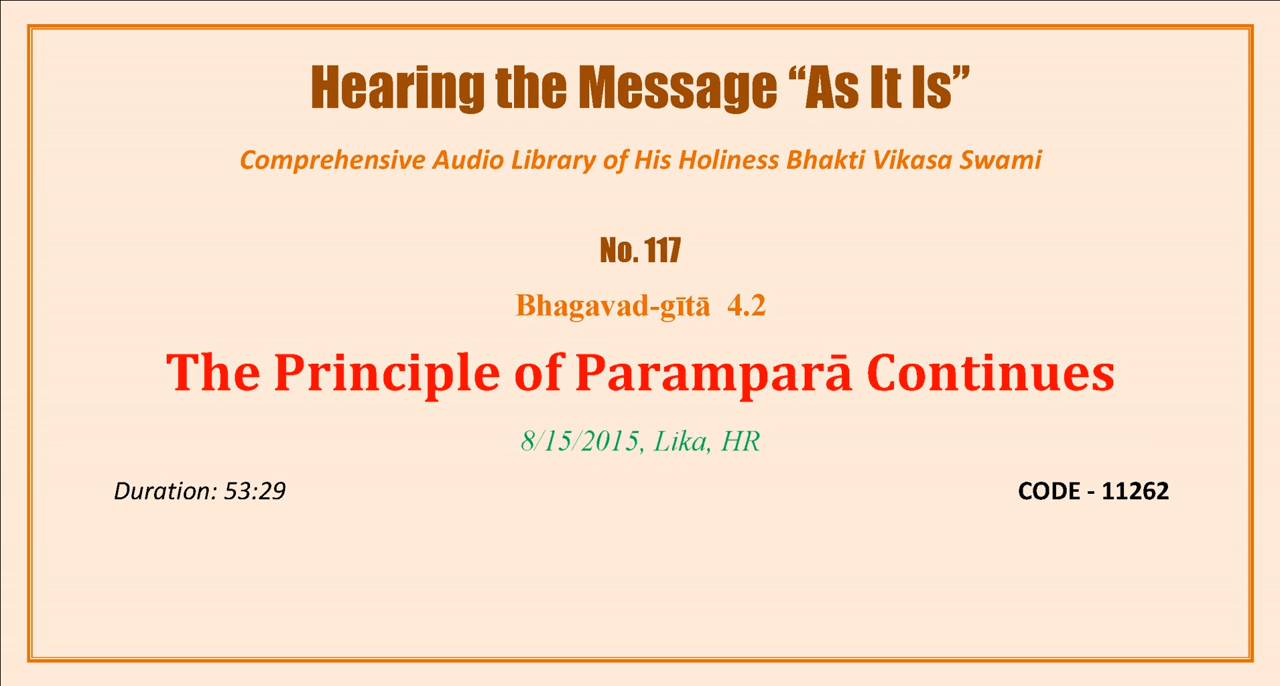 Hearing the Message “As It Is”
Comprehensive Audio Library of His Holiness Bhakti Vikasa Swami
No. 117
Bhagavad-gītā 4.2
The Principle of Paramparā Continues
8/15/2015, Lika, HR
Duration: 53:29
CODE - 11262